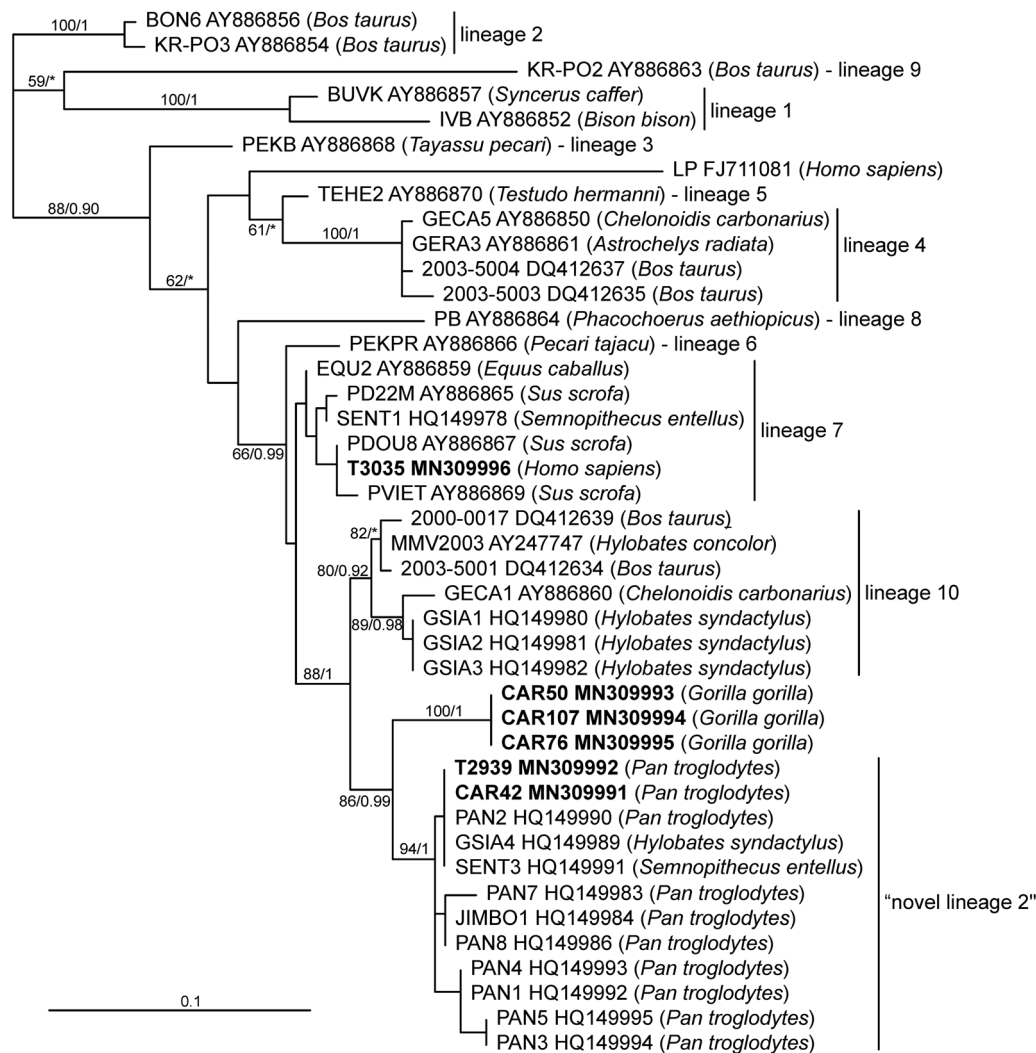 100/1
BON6 AY886856 (Bos taurus)
KR-PO3 AY886854 (Bos taurus)
lineage 2
59/*
KR-PO2 AY886863 (Bos taurus) - lineage 9
100/1
BUVK AY886857 (Syncerus caffer)
IVB AY886852 (Bison bison)
lineage 1
PEKB AY886868 (Tayassu pecari) - lineage 3
LP FJ711081 (Homo sapiens)
88/0.90
TEHE2 AY886870 (Testudo hermanni) - lineage 5
61/*
100/1
GECA5 AY886850 (Chelonoidis carbonarius)
GERA3 AY886861 (Astrochelys radiata)
2003-5004 DQ412637 (Bos taurus)
2003-5003 DQ412635 (Bos taurus)
lineage 4
62/*
PB AY886864 (Phacochoerus aethiopicus) - lineage 8
PEKPR AY886866 (Pecari tajacu) - lineage 6
66/0.99
EQU2 AY886859 (Equus caballus)
PD22M AY886865 (Sus scrofa)
SENT1 HQ149978 (Semnopithecus entellus)
PDOU8 AY886867 (Sus scrofa)
T3035 MN309996 (Homo sapiens)
PVIET AY886869 (Sus scrofa)
lineage 7
82/*
2000-0017 DQ412639 (Bos taurus)
MMV2003 AY247747 (Hylobates concolor)
2003-5001 DQ412634 (Bos taurus)
80/0.92
GECA1 AY886860 (Chelonoidis carbonarius)
89/0.98
GSIA1 HQ149980 (Hylobates syndactylus)
GSIA2 HQ149981 (Hylobates syndactylus)
GSIA3 HQ149982 (Hylobates syndactylus)
lineage 10
88/1
100/1
CAR50 MN309993 (Gorilla gorilla)
CAR107 MN309994 (Gorilla gorilla)
CAR76 MN309995 (Gorilla gorilla)
86/0.99
94/1
T2939 MN309992 (Pan troglodytes)
CAR42 MN309991 (Pan troglodytes)
PAN2 HQ149990 (Pan troglodytes)
GSIA4 HQ149989 (Hylobates syndactylus)
SENT3 HQ149991 (Semnopithecus entellus)
PAN7 HQ149983 (Pan troglodytes)
JIMBO1 HQ149984 (Pan troglodytes)
PAN8 HQ149986 (Pan troglodytes)
PAN4 HQ149993 (Pan troglodytes)
PAN1 HQ149992 (Pan troglodytes)
PAN5 HQ149995 (Pan troglodytes)
PAN3 HQ149994 (Pan troglodytes)
“novel lineage 2"
0.1